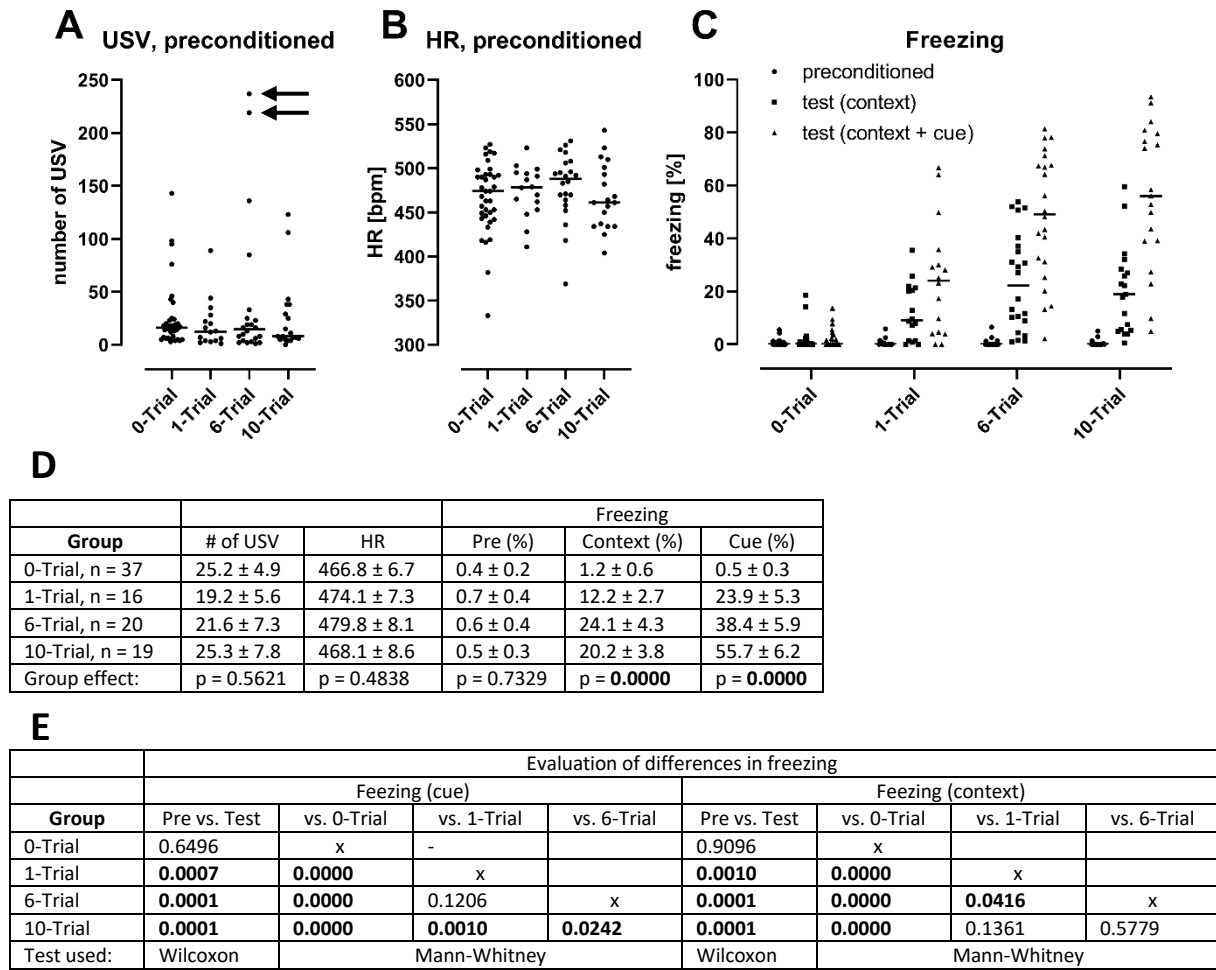 A USV, preconditioned
number of USV
250
200
150
100
50
0
0-Trial
1-Trial
6-Trial
10-Trial
B HR, preconditioned
HR [bpm]
600
550
500
450
400
350
300
0-Trial
1-Trial
6-Trial
10-Trial
C Freezing
preconditioned
test (context)
test (context + cue)
freezing [%]
100
80
60
40
20
0
0-Trial
1-Trial
6-Trial
10-Trial
D
Freezing
Group # of USV HR Pre (%) Context (%) Cue (%)
0-Trial, n = 37 25.2 ± 4.9 466.8 ± 6.7 0.4 ± 0.2 1.2 ± 0.6 0.5 ± 0.3
1-Trial, n = 16 19.2 ± 5.6 474.1 ± 7.3 0.7 ± 0.4 12.2 ± 2.7 23.9 ± 5.3
6-Trial, n = 20 21.6 ± 7.3 479.8 ± 8.1 0.6 ± 0.4 24.1 ± 4.3 38.4 ± 5.9
10-Trial, n = 19 25.3 ± 7.8 468.1 ± 8.6 0.5 ± 0.3 20.2 ± 3.8 55.7 ± 6.2
Group effect: p = 0.5621 p = 0.4838 p = 0.7329 p = 0.0000 p = 0.0000
E
Evaluation of differences in freezing
Feezing (cue) Feezing (context)
Group Pre vs. Test vs. 0-Trial vs. 1-Trial vs. 6-Trial Pre vs. Test vs. 0-Trial vs. 1-Trial vs. 6-Trial
0-Trial 0.6496 x - 0.9096 x
1-Trial 0.0007 0.0000 x 0.0010 0.0000 x
6-Trial 0.0001 0.0000 0.1206 x 0.0001 0.0000 0.0416 x
10-Trial 0.0001 0.0000 0.0010 0.0242 0.0001 0.0000 0.1361 0.5779
Test used: Wilcoxon Mann-Whitney Wilcoxon Mann-Whitney